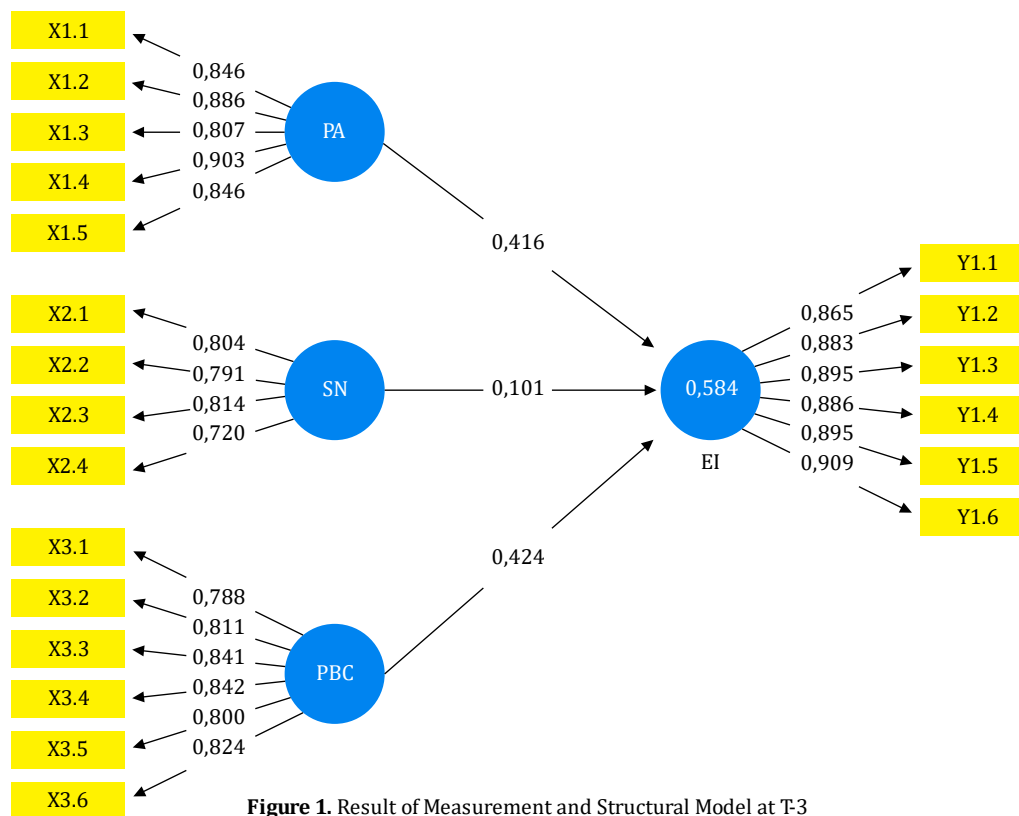 X1.1
X1.2
X1.3
X1.4
X1.5
0,846
0,886
0,807
0,903
0,846
PA
0,416
X2.1
X2.2
X2.3
X2.4
0,804
0,791
0,814
0,720
SN
0,101
X3.1
X3.2
X3.3
X3.4
X3.5
X3.6
0,788
0,811
0,841
0,842
0,800
0,824
PBC
0,424
0,584
EI
0,865
0,883
0,895
0,886
0,895
0,909
Y1.1
Y1.2
Y1.3
Y1.4
Y1.5
Y1.6
Figure 1. Result of Measurement and Structural Model at T-3